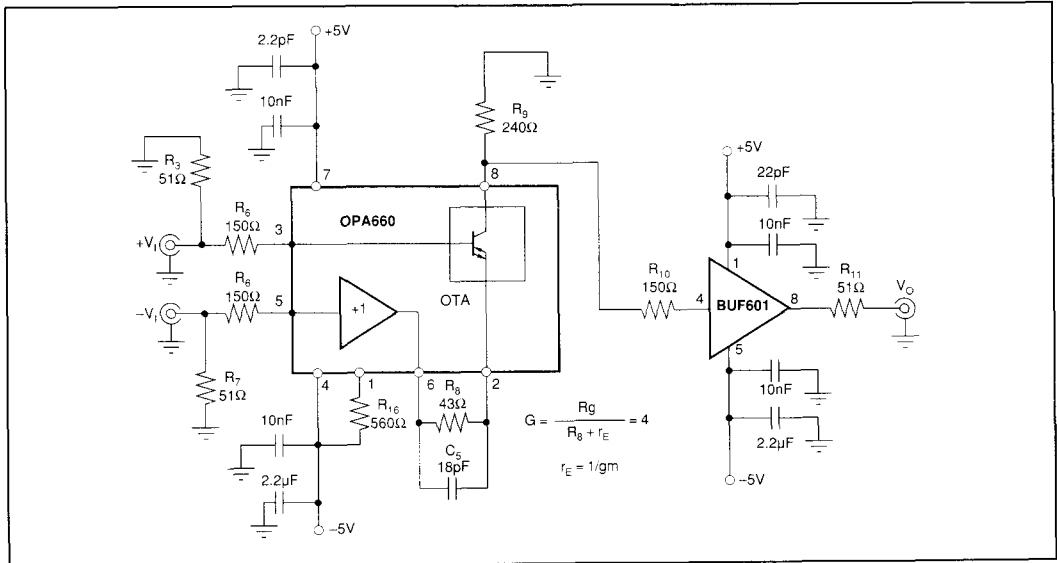 +5V
2.2pF
10nF
R9
240Ω
R3
51Ω
7
8
+5V
22pF
OPA660
R6
150Ω
3
+VI
10nF
1
R10
150Ω
R11
51Ω
VO
OTA
R6
150Ω
5
–VI
+1
4
BUF601
8
5
R7
51Ω
4
1
6
2
R8
43Ω
10nF
R16
560Ω
G = Rg / R8 + rE = 4
10nF
C5
18pF
rE = 1/gm
2.2µF
2.2µF
–5V
–5V